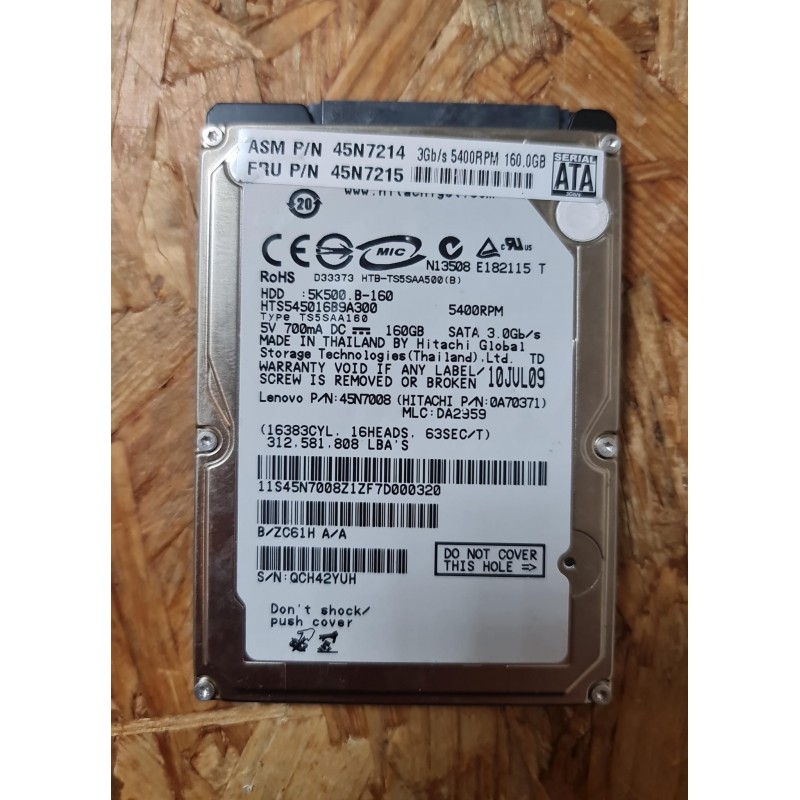 ASM P/N 45N7214 3Gb/s 5400RPM 160.0GB
FRU P/N 45N7215
SERIAL
ATA
20
CE MIC c UL US
N13508 E182115 T
RoHS D33373 HTB-TS5SAA500(B)
HDD :5K500.B-160
HTS545016B9A300 5400RPM
Type TS5SAA160
5V 700mA DC 160GB SATA 3.0Gb/s
MADE IN THAILAND BY Hitachi Global
Storage Technologies(Thailand).Ltd. TD
WARRANTY VOID IF ANY LABEL/
SCREW IS REMOVED OR BROKEN 10JUL09
Lenovo P/N:45N7008 (HITACHI P/N:0A70371)
MLC:DA2959
(16383CYL. 16HEADS. 63SEC/T)
312.581.808 LBA'S
11S45N7008Z1ZF7D000320
B/ZC61H A/A
DO NOT COVER
THIS HOLE =>
S/N:QCH42YUH
Don't shock/
push cover